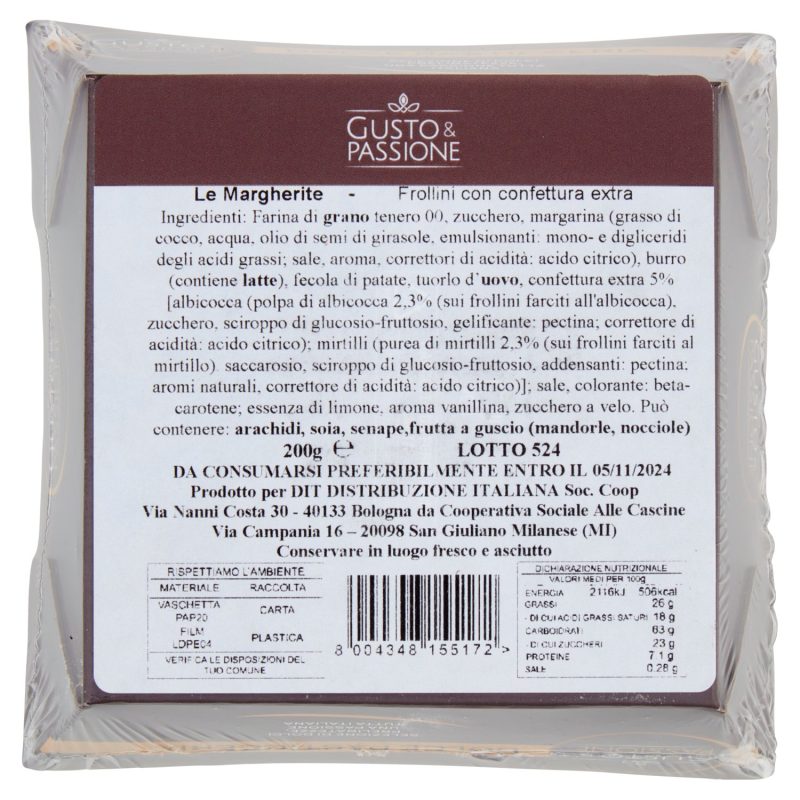 GUSTO &
PASSIONE
Le Margherite - Frollini con confettura extra
Ingredienti: Farina di grano tenero 00, zucchero, margarina (grasso di
cocco, acqua, olio di semi di girasole, emulsionanti: mono- e digliceridi
degli acidi grassi; sale, aroma, correttori di acidità: acido citrico), burro
(contiene latte), fecola di patate, tuorlo d'uovo, confettura extra 5%
[albicocca (polpa di albicocca 2,3% (sui frollini farciti all'albicocca),
zucchero, sciroppo di glucosio-fruttosio, gelificante: pectina; correttore di
acidità: acido citrico); mirtilli (purea di mirtilli 2,3% (sui frollini farciti al
mirtillo) saccarosio, sciroppo di glucosio-fruttosio, addensanti: pectina;
aromi naturali, correttore di acidità: acido citrico)]; sale, colorante: beta-
carotene; essenza di limone, aroma vanillina, zucchero a velo. Può
contenere: arachidi, soia, senape,frutta a guscio (mandorle, nocciole)
200g ℮ LOTTO 524
DA CONSUMARSI PREFERIBILMENTE ENTRO IL 05/11/2024
Prodotto per DIT DISTRIBUZIONE ITALIANA Soc. Coop
Via Nanni Costa 30 - 40133 Bologna da Cooperativa Sociale Alle Cascine
Via Campania 16 – 20098 San Giuliano Milanese (MI)
Conservare in luogo fresco e asciutto
RISPETTIAMO L'AMBIENTE
MATERIALE RACCOLTA
VASCHETTA
PAP20 CARTA
FILM
LDPE04 PLASTICA
VERIFICA LE DISPOSIZIONI DEL
TUO COMUNE
8 004348 155172 >
DICHIARAZIONE NUTRIZIONALE
VALORI MEDI PER 100g
ENERGIA 2116kJ 506kcal
GRASSI 26 g
- DI CUI ACIDI GRASSI SATURI 18 g
CARBOIDRATI 63 g
- DI CUI ZUCCHERI 23 g
PROTEINE 7,1 g
SALE 0,28 g